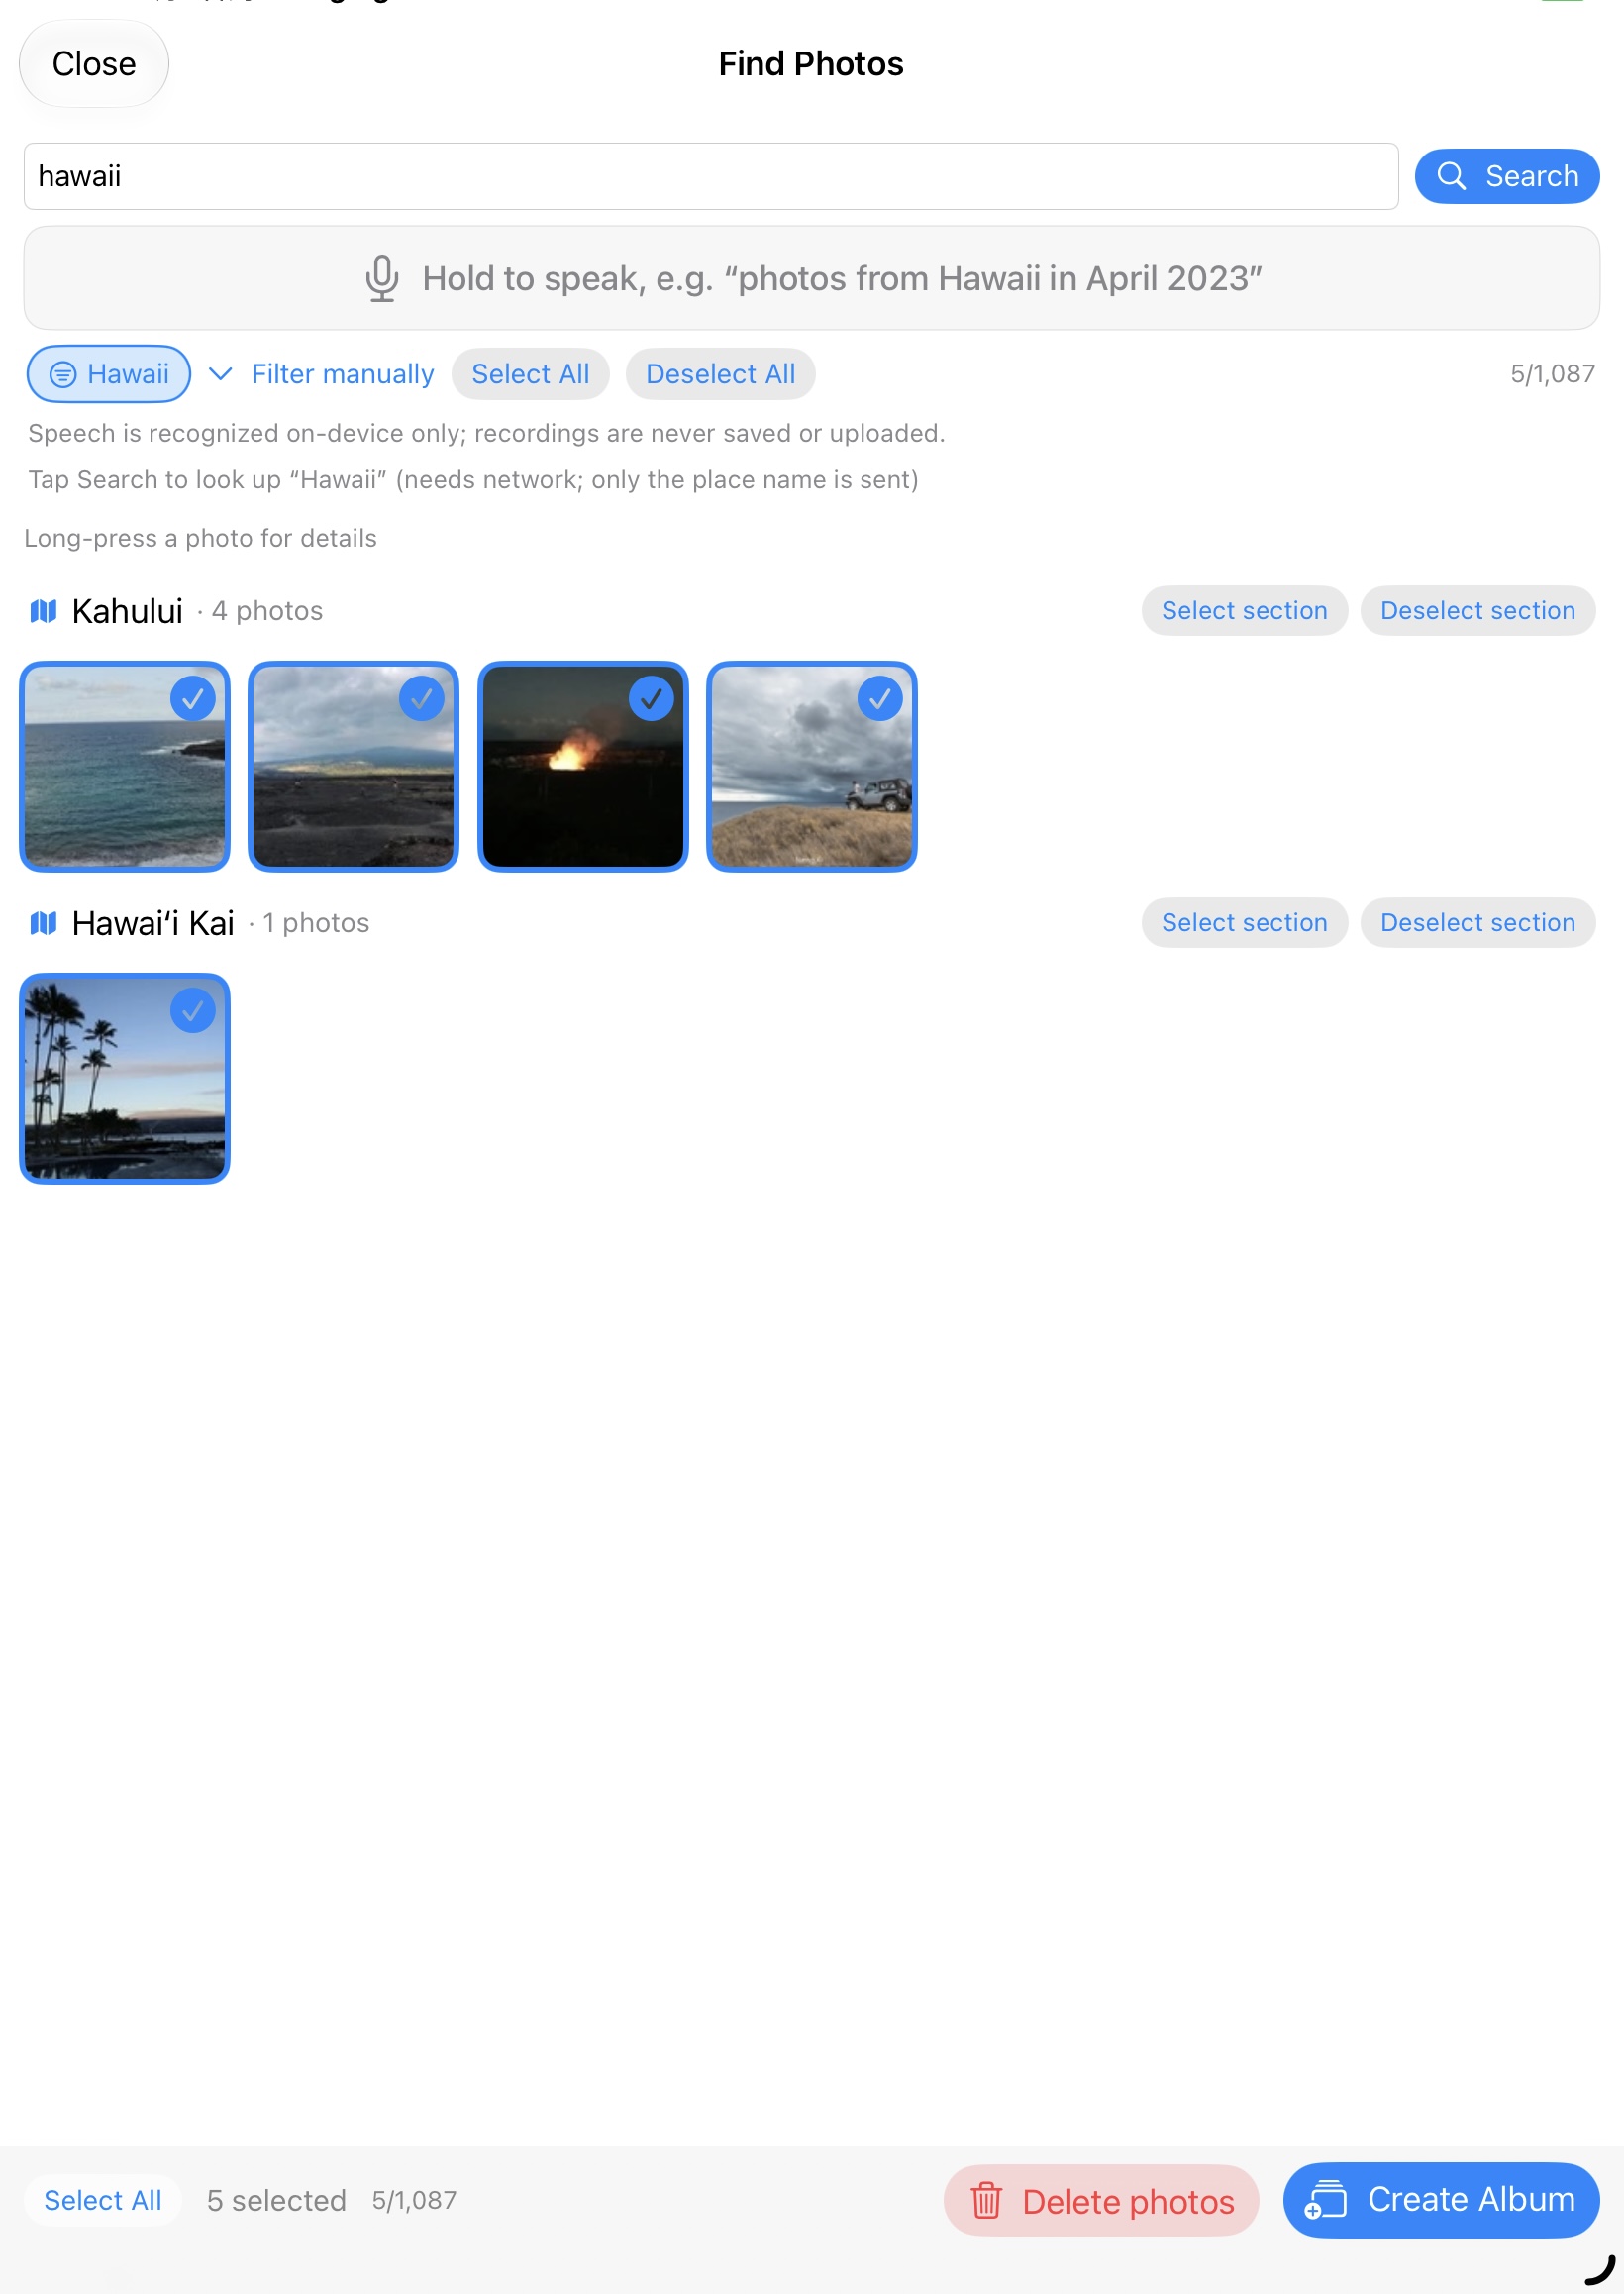 Close
Find Photos
hawaii
Search
Hold to speak, e.g. “photos from Hawaii in April 2023”
Hawaii
Filter manually
Select All
Deselect All
5/1,087
Speech is recognized on-device only; recordings are never saved or uploaded.
Tap Search to look up “Hawaii” (needs network; only the place name is sent)
Long-press a photo for details
Kahului · 4 photos
Select section
Deselect section
Hawaiʻi Kai · 1 photos
Select section
Deselect section
Select All
5 selected
5/1,087
Delete photos
Create Album